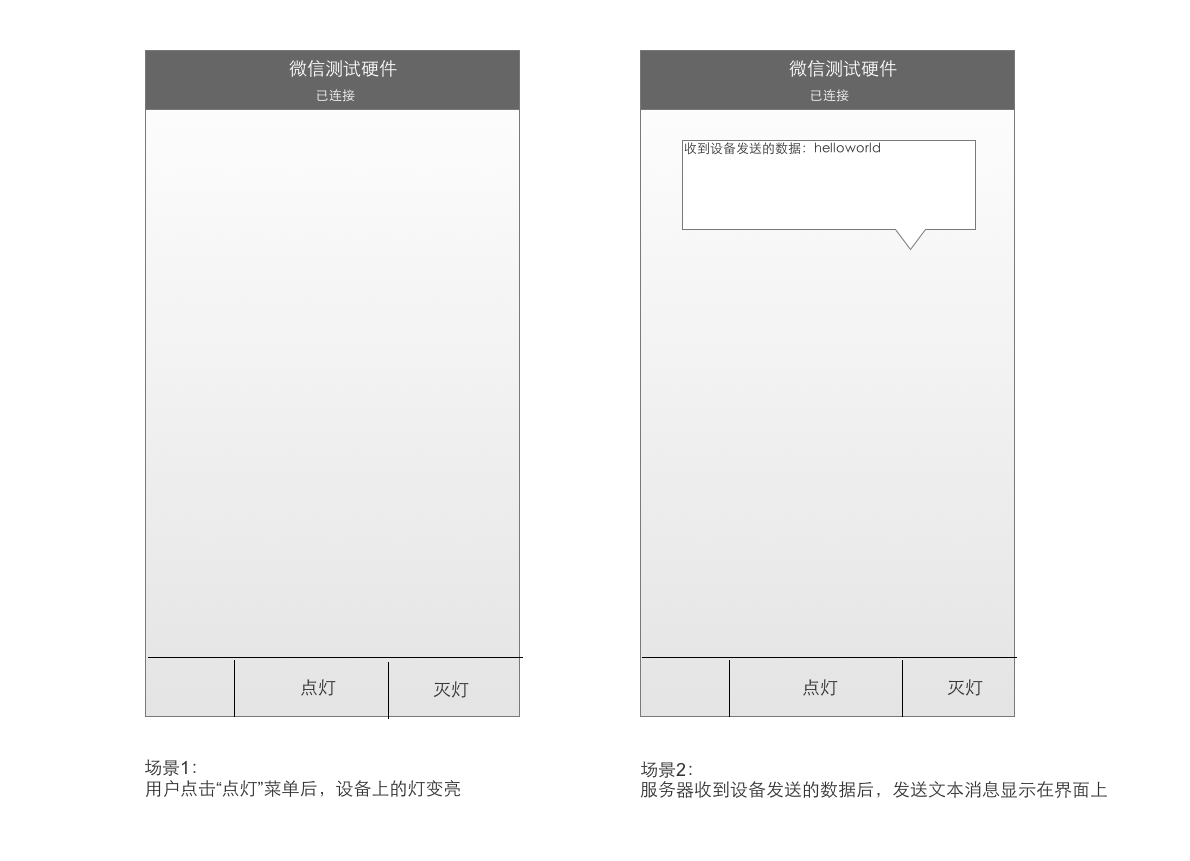 微信测试硬件
已连接
点灯
灭灯
场景1：
用户点击“点灯”菜单后，设备上的灯变亮
微信测试硬件
已连接
收到设备发送的数据：helloworld
点灯
灭灯
场景2：
服务器收到设备发送的数据后，发送文本消息显示在界面上